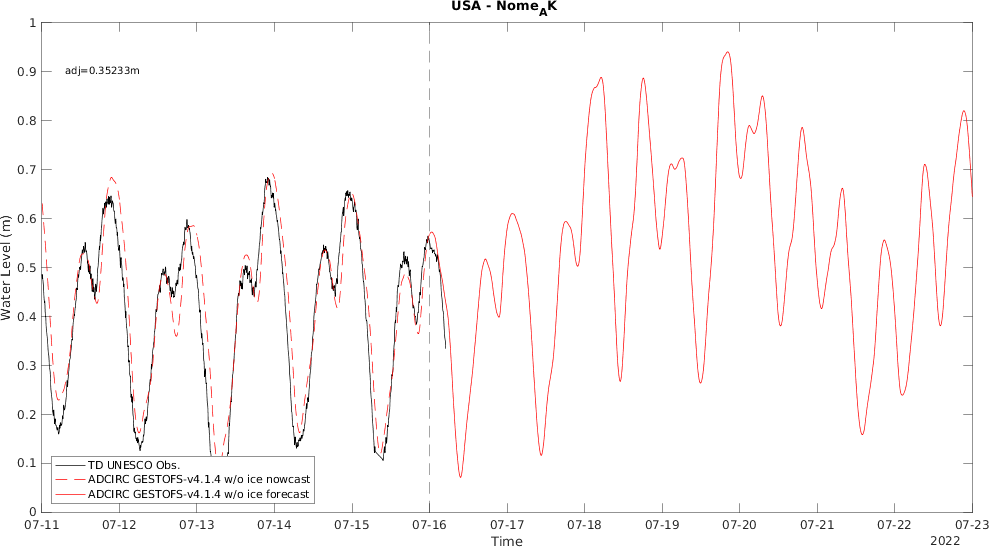 USA - Nome_AK
adj=0.35233m
Water Level (m)
1
0.9
0.8
0.7
0.6
0.5
0.4
0.3
0.2
0.1
0
TD UNESCO Obs.
ADCIRC GESTOFS-v4.1.4 w/o ice nowcast
ADCIRC GESTOFS-v4.1.4 w/o ice forecast
07-11 07-12 07-13 07-14 07-15 07-16 07-17 07-18 07-19 07-20 07-21 07-22 07-23
Time
2022